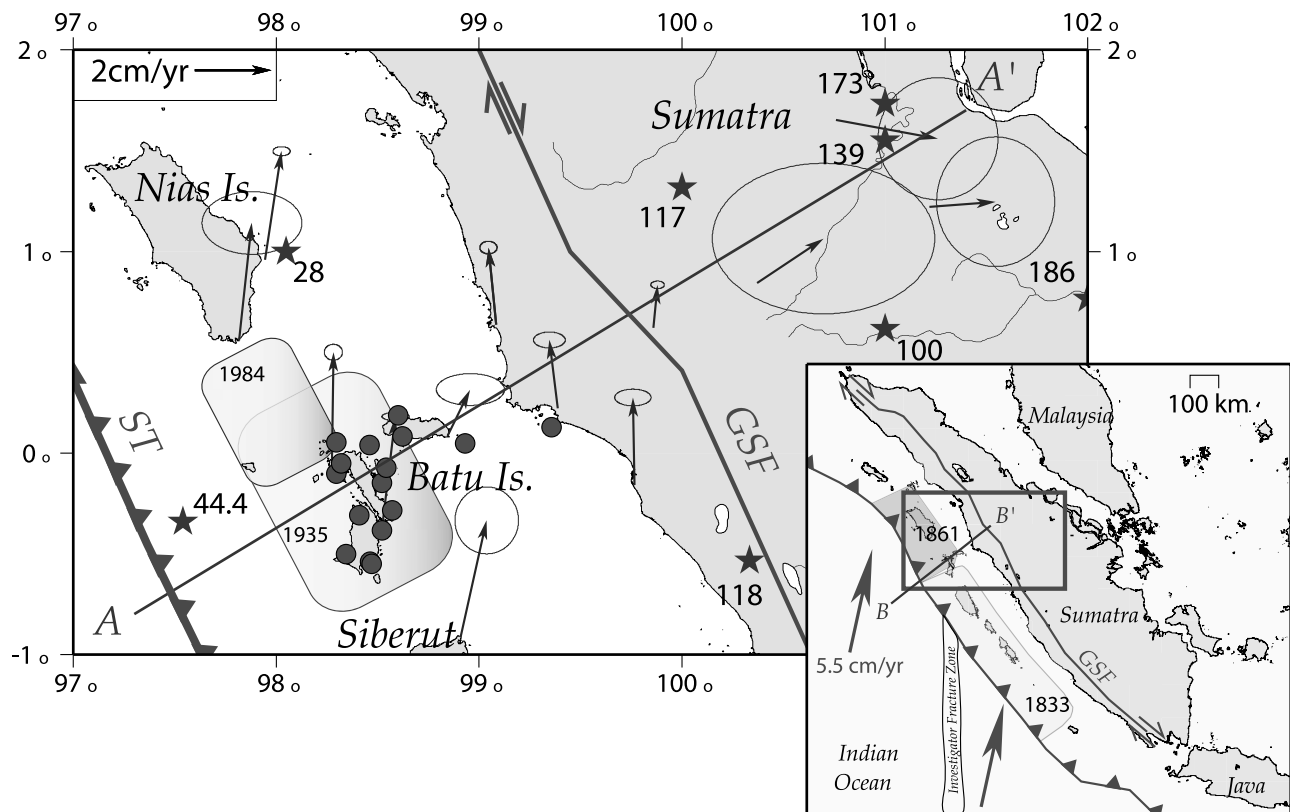 97 o
98 o
99 o
100 o
101 o
102 o
2 o
2 o
2cm/yr
A'
173
Sumatra
139
Nias Is.
117
1 o
28
1 o
186
100
1984
ST
GSF
0 o
Batu Is.
44.4
1935
118
A
Siberut
-1 o
97 o
98 o
99 o
100 o
100 km
Malaysia
B'
1861
B
Sumatra
5.5 cm/yr
GSF
Investigator Fracture Zone
1833
Indian
Ocean
Java